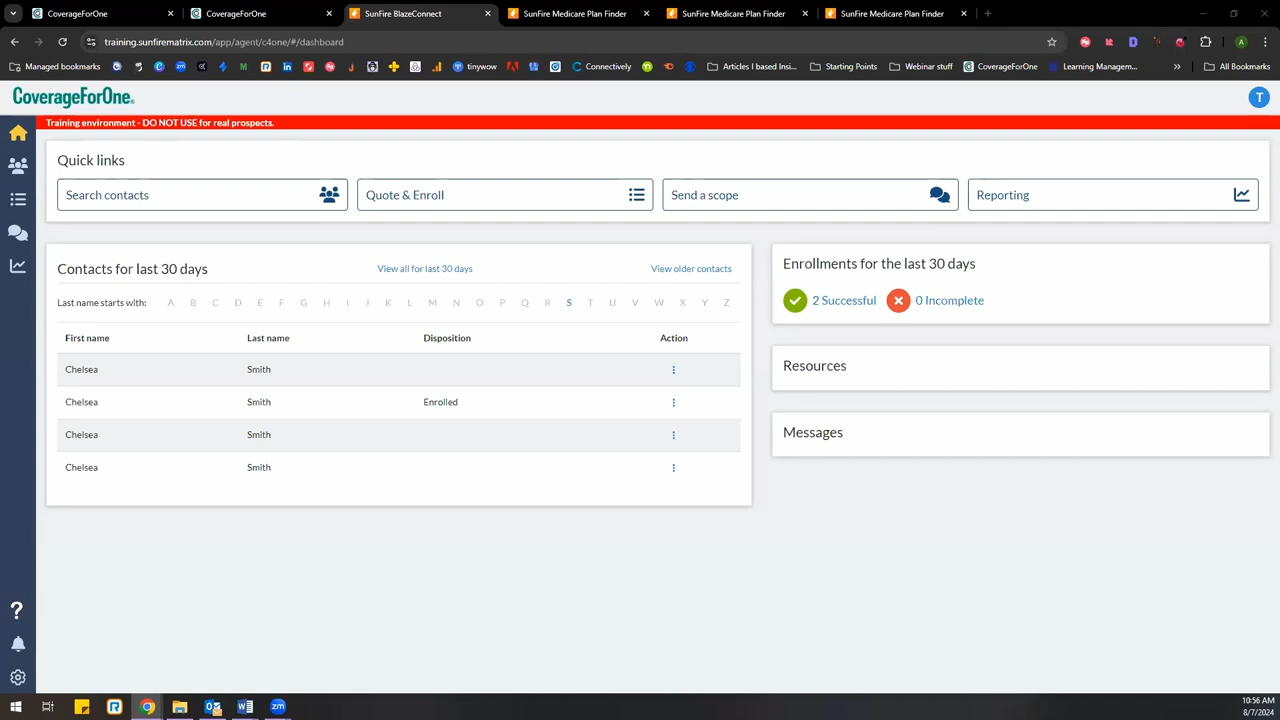 CoverageForOne
CoverageForOne
SunFire BlazeConnect
SunFire Medicare Plan Finder
SunFire Medicare Plan Finder
SunFire Medicare Plan Finder
training.sunfirematrix.com/app/agent/c4one/#/dashboard
Managed bookmarks
tinywow
Connectively
Articles I based Insi...
Starting Points
Webinar stuff
CoverageForOne
Learning Managem...
»
All Bookmarks
CoverageForOne
T
Training environment - DO NOT USE for real prospects.
Quick links
Search contacts
Quote & Enroll
Send a scope
Reporting
Contacts for last 30 days
View all for last 30 days
View older contacts
Last name starts with: A B C D E F G H I J K L M N O P Q R S T U V W X Y Z
First name Last name Disposition Action
Chelsea Smith
Chelsea Smith Enrolled
Chelsea Smith
Chelsea Smith
Enrollments for the last 30 days
2 Successful 0 Incomplete
Resources
Messages
?
zm
10:56 AM
8/7/2024